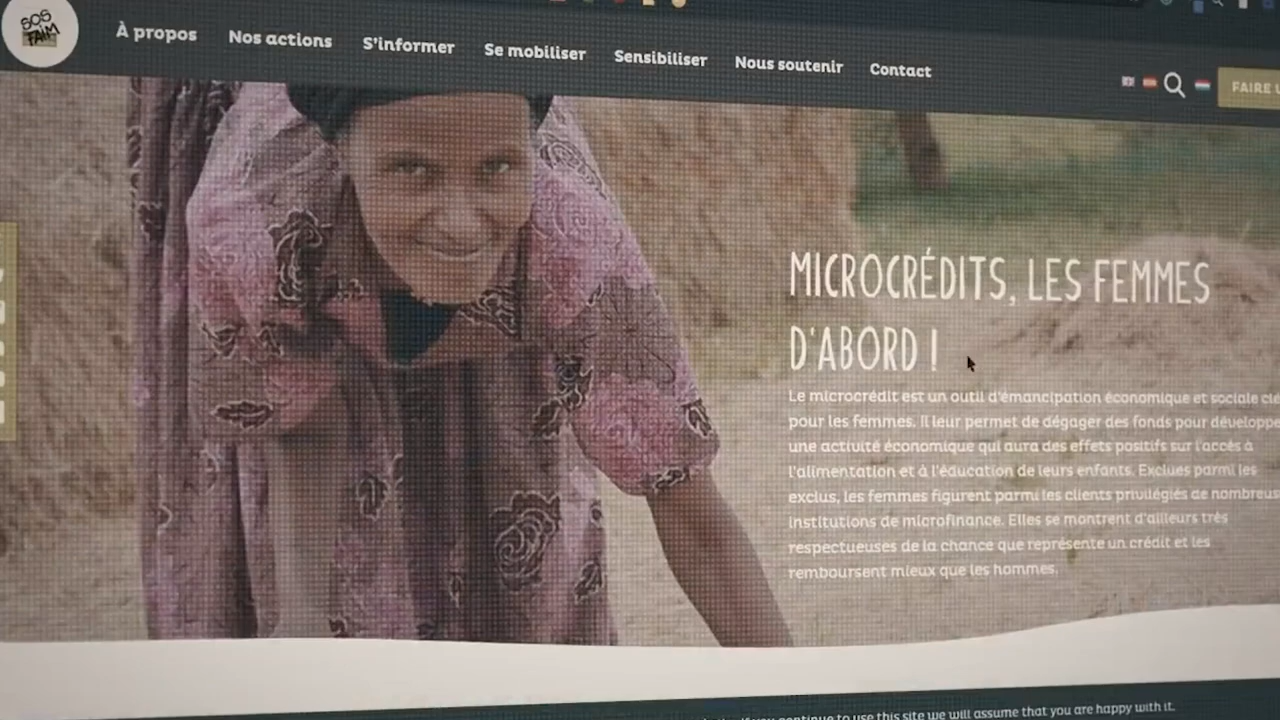 SOS
FAIM
À propos
Nos actions
S'informer
Se mobiliser
Sensibiliser
Nous soutenir
Contact
FAIRE
MICROCRÉDITS, LES FEMMES
D'ABORD !
Le microcrédit est un outil d'émancipation économique et sociale clé
pour les femmes. Il leur permet de dégager des fonds pour
une activité économique qui aura des effets positifs sur l'accès à
l'alimentation et à l'éducation de leurs enfants. Exclues parmi les
exclus, les femmes figurent parmi les clients privilégiés de
institutions de microfinance. Elles se montrent d'ailleurs très
respectueuses de la chance que représente un crédit et les
remboursent mieux que les hommes.
to use this site we will assume that you are happy with it.